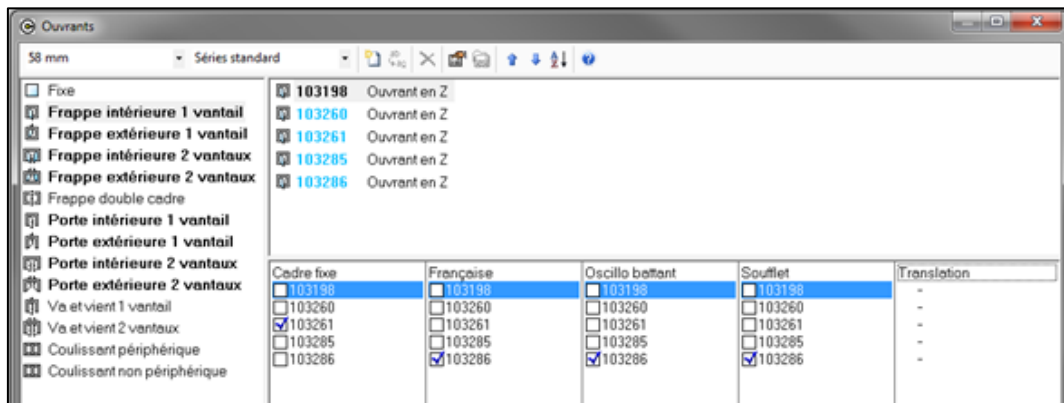 Ouvrants
58 mm Séries standard
Fixe
Frappe intérieure 1 vantail
Frappe extérieure 1 vantail
Frappe intérieure 2 vantaux
Frappe extérieure 2 vantaux
Frappe double cadre
Porte intérieure 1 vantail
Porte extérieure 1 vantail
Porte intérieure 2 vantaux
Porte extérieure 2 vantaux
Va et vient 1 vantail
Va et vient 2 vantaux
Coulissant périphérique
Coulissant non périphérique
103198 Ouvrant en Z
103260 Ouvrant en Z
103261 Ouvrant en Z
103285 Ouvrant en Z
103286 Ouvrant en Z
Cadre fixe Française Oscillo battant Soufflet Translation
103198 103198 103198 103198 -
103260 103260 103260 103260 -
103261 103261 103261 103261 -
103285 103285 103285 103285 -
103286 103286 103286 103286 -